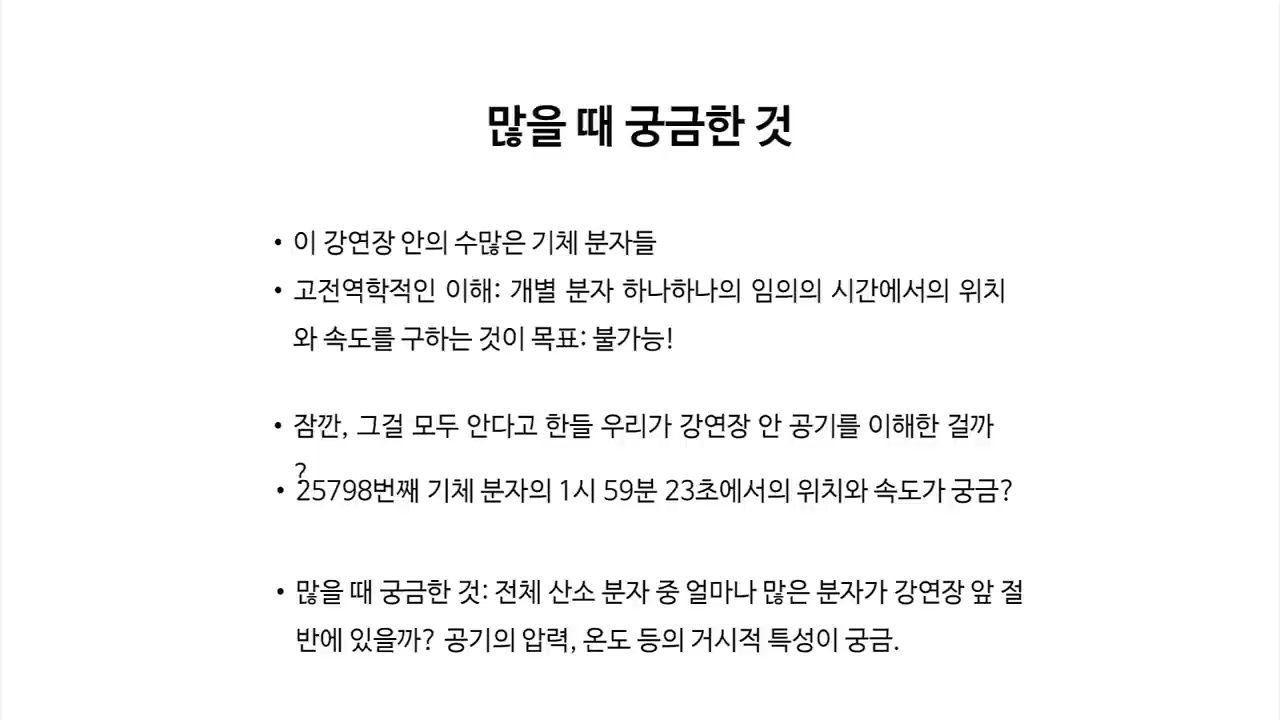 많을 때 궁금한 것
• 이 강연장 안의 수많은 기체 분자들
• 고전역학적인 이해: 개별 분자 하나하나의 임의의 시간에서의 위치
와 속도를 구하는 것이 목표: 불가능!
• 잠깐, 그걸 모두 안다고 한들 우리가 강연장 안 공기를 이해한 걸까
?
• 25798번째 기체 분자의 1시 59분 23초에서의 위치와 속도가 궁금?
• 많을 때 궁금한 것: 전체 산소 분자 중 얼마나 많은 분자가 강연장 앞 절
반에 있을까? 공기의 압력, 온도 등의 거시적 특성이 궁금.